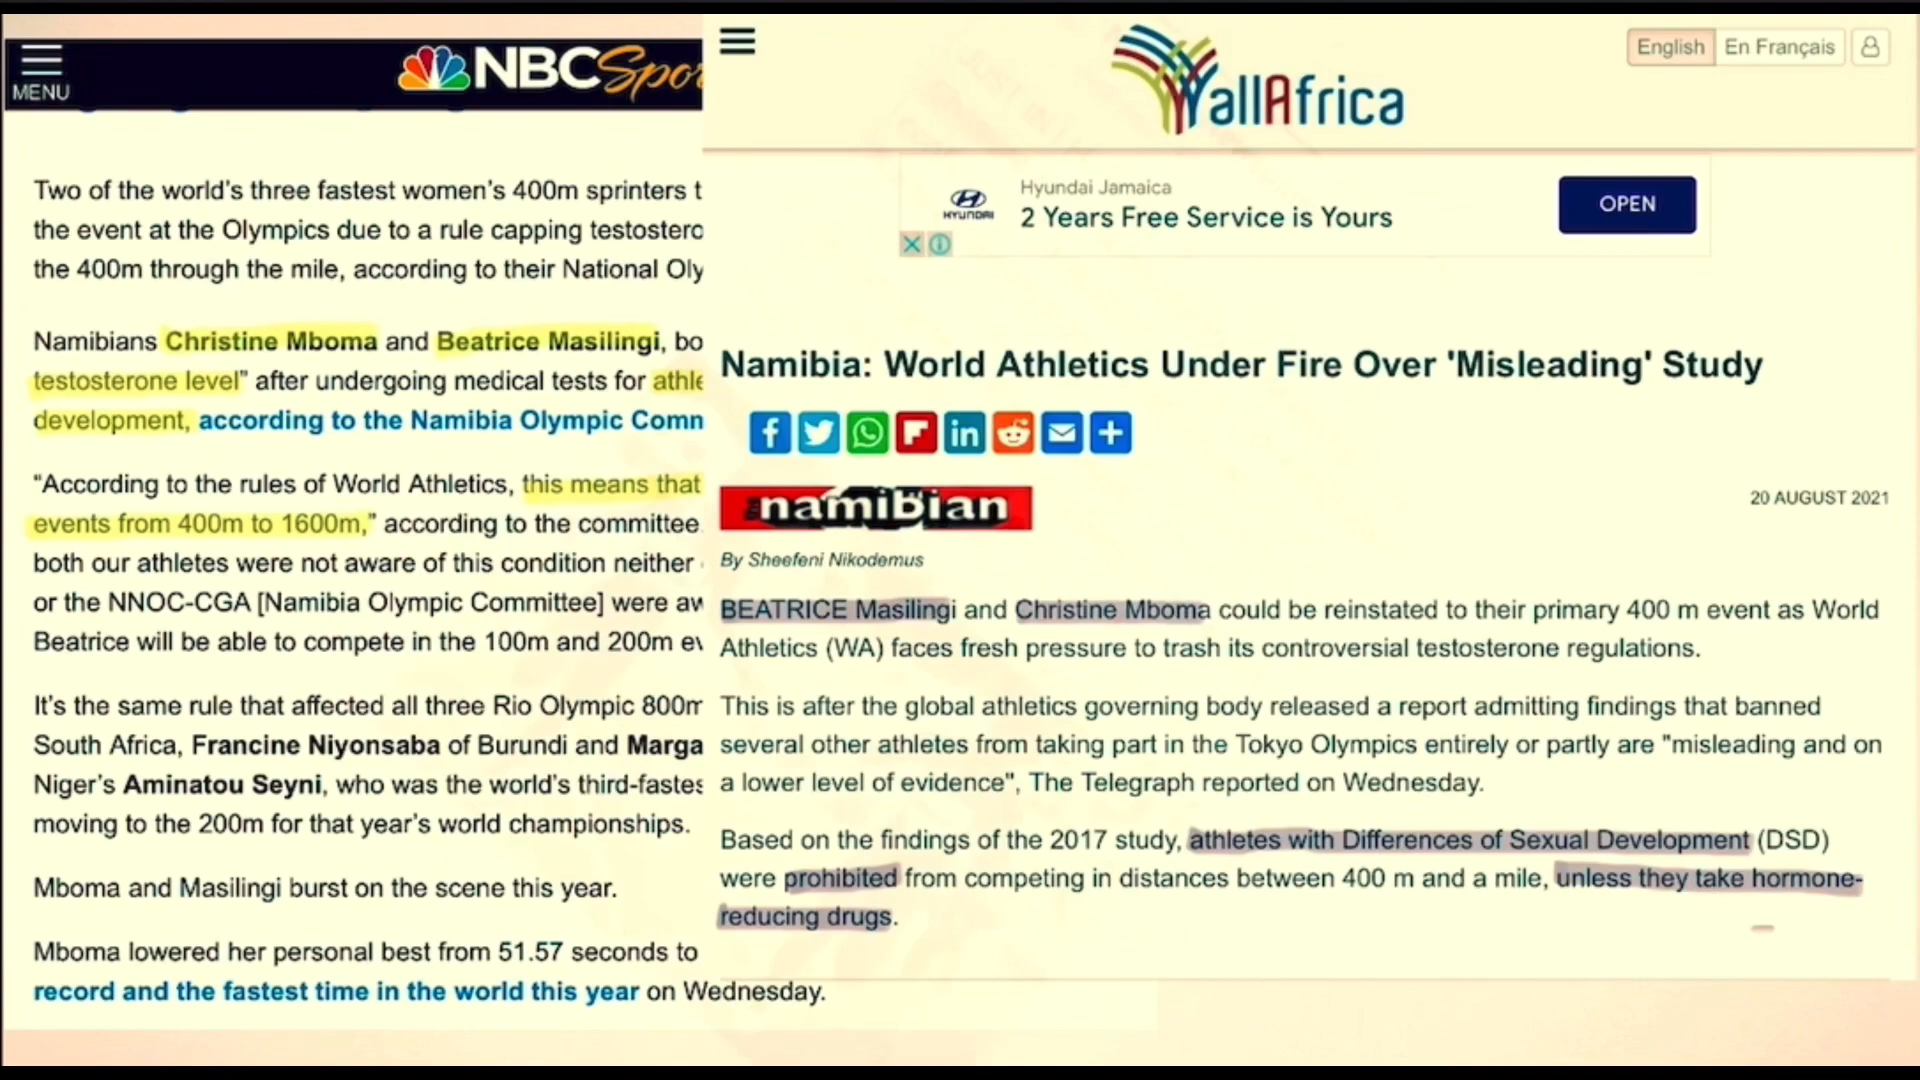 MENU
NBC Spor
Two of the world's three fastest women's 400m sprinters t
the event at the Olympics due to a rule capping testosterc
the 400m through the mile, according to their National Oly
Namibians Christine Mboma and Beatrice Masilingi, bo
testosterone level” after undergoing medical tests for athle
development, according to the Namibia Olympic Comn
“According to the rules of World Athletics, this means that
events from 400m to 1600m,” according to the committee.
both our athletes were not aware of this condition neither
or the NNOC-CGA [Namibia Olympic Committee] were aw
Beatrice will be able to compete in the 100m and 200m ev
It's the same rule that affected all three Rio Olympic 800m
South Africa, Francine Niyonsaba of Burundi and Marga
Niger's Aminatou Seyni, who was the world's third-fastes
moving to the 200m for that year's world championships.
Mboma and Masilingi burst on the scene this year.
Mboma lowered her personal best from 51.57 seconds to
record and the fastest time in the world this year on Wednesday.
allAfrica
English En Français
HYUNDAI
Hyundai Jamaica
2 Years Free Service is Yours
OPEN
Namibia: World Athletics Under Fire Over 'Misleading' Study
namibian
20 AUGUST 2021
By Sheefeni Nikodemus
BEATRICE Masilingi and Christine Mboma could be reinstated to their primary 400 m event as World
Athletics (WA) faces fresh pressure to trash its controversial testosterone regulations.
This is after the global athletics governing body released a report admitting findings that banned
several other athletes from taking part in the Tokyo Olympics entirely or partly are "misleading and on
a lower level of evidence", The Telegraph reported on Wednesday.
Based on the findings of the 2017 study, athletes with Differences of Sexual Development (DSD)
were prohibited from competing in distances between 400 m and a mile, unless they take hormone-
reducing drugs.